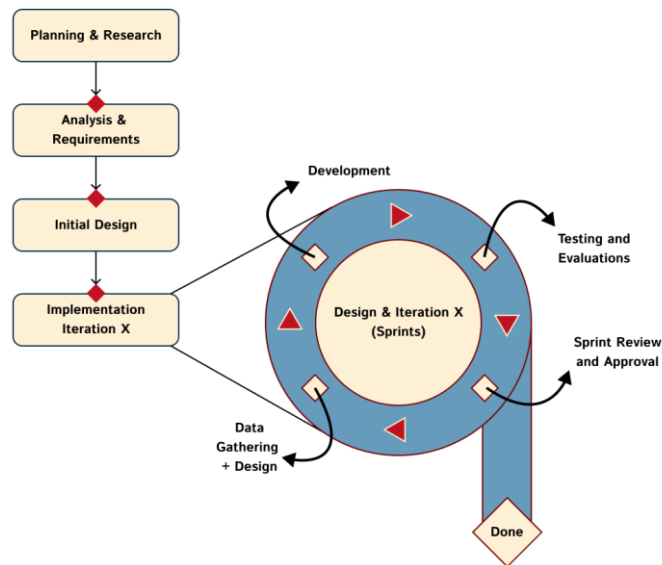 Planning & Research
Analysis &
Requirements
Initial Design
Implementation
Iteration X
Development
Testing and
Evaluations
Design & Iteration X
(Sprints)
Sprint Review
and Approval
Data
Gathering
+ Design
Done